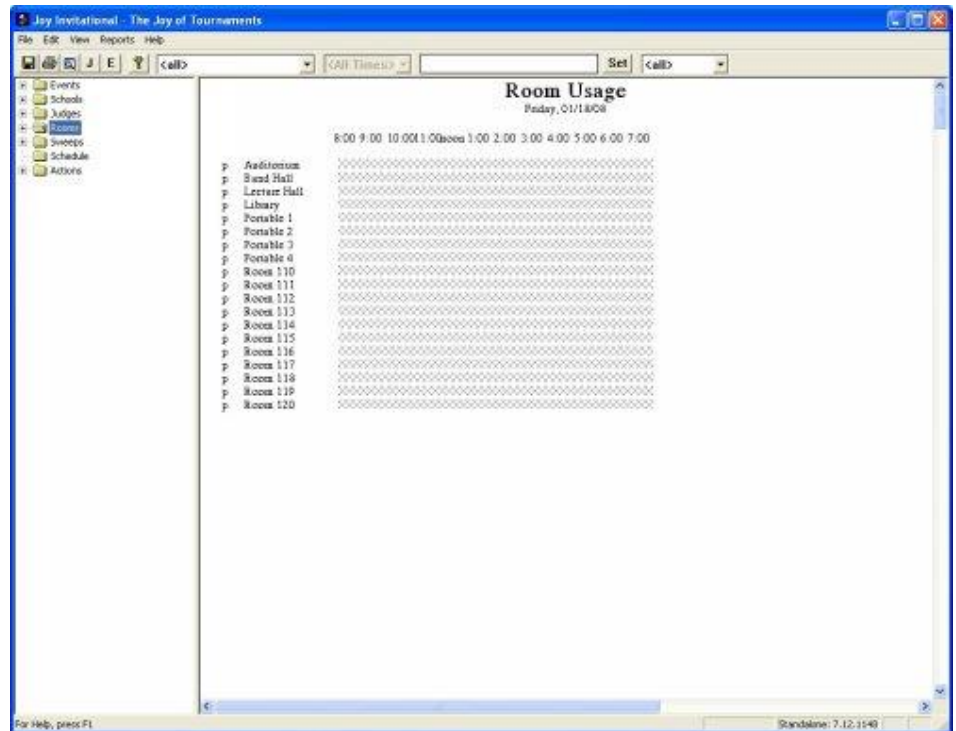 Joy Invitational - The Joy of Tournaments
File Edit View Reports Help
J E ? <all> <All Times> Set <all>
Events
Schools
Judges
Rooms
Sweeps
Schedule
Actions
Room Usage
Friday, 01/18/08
8:00 9:00 10:00 11:00 noon 1:00 2:00 3:00 4:00 5:00 6:00 7:00
p Auditorium
p Band Hall
p Lecture Hall
p Library
p Portable 1
p Portable 2
p Portable 3
p Portable 4
p Room 110
p Room 111
p Room 112
p Room 113
p Room 114
p Room 115
p Room 116
p Room 117
p Room 118
p Room 119
p Room 120
For Help, press F1
Standalone: 7.12.1148